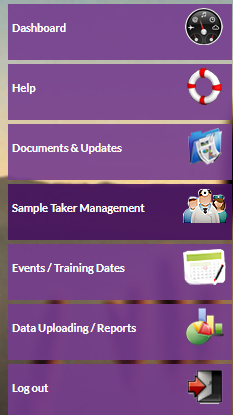 Dashboard
Help
Documents & Updates
Sample Taker Management
Events / Training Dates
Data Uploading / Reports
Log out